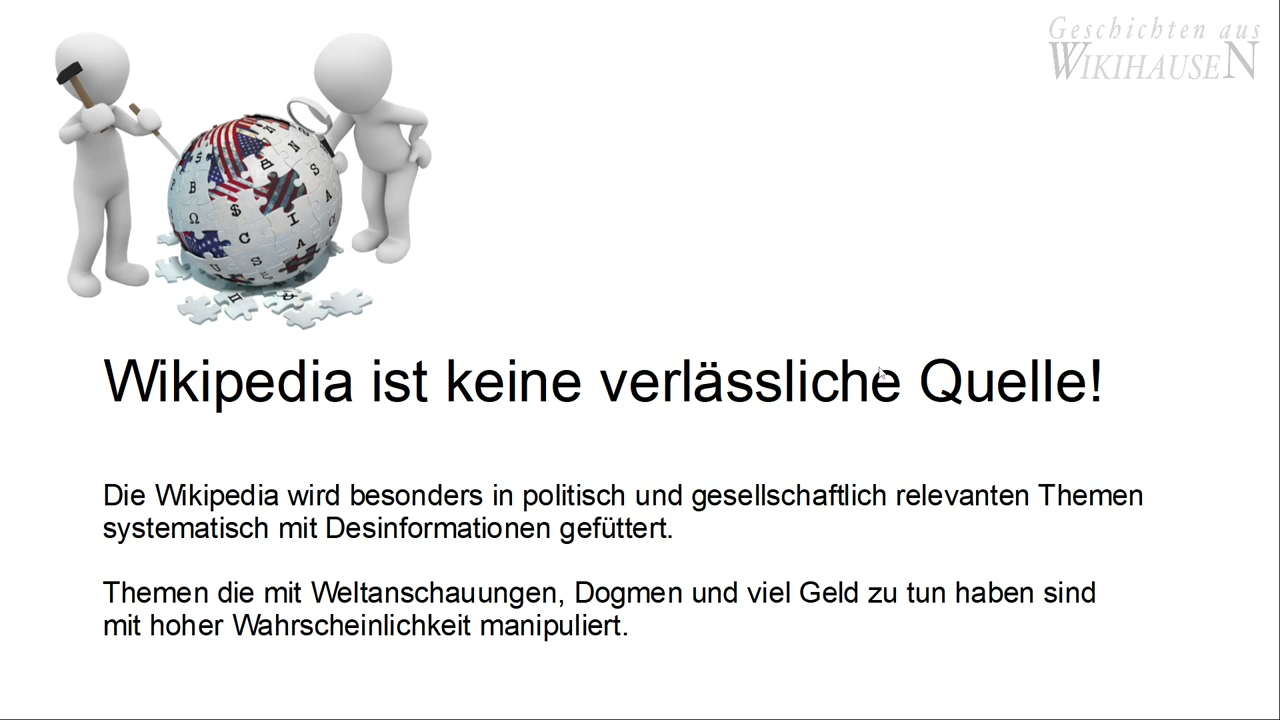 Geschichten aus
WIKIHAUSEN
Wikipedia ist keine verlässliche Quelle!
Die Wikipedia wird besonders in politisch und gesellschaftlich relevanten Themen
systematisch mit Desinformationen gefüttert.
Themen die mit Weltanschauungen, Dogmen und viel Geld zu tun haben sind
mit hoher Wahrscheinlichkeit manipuliert.